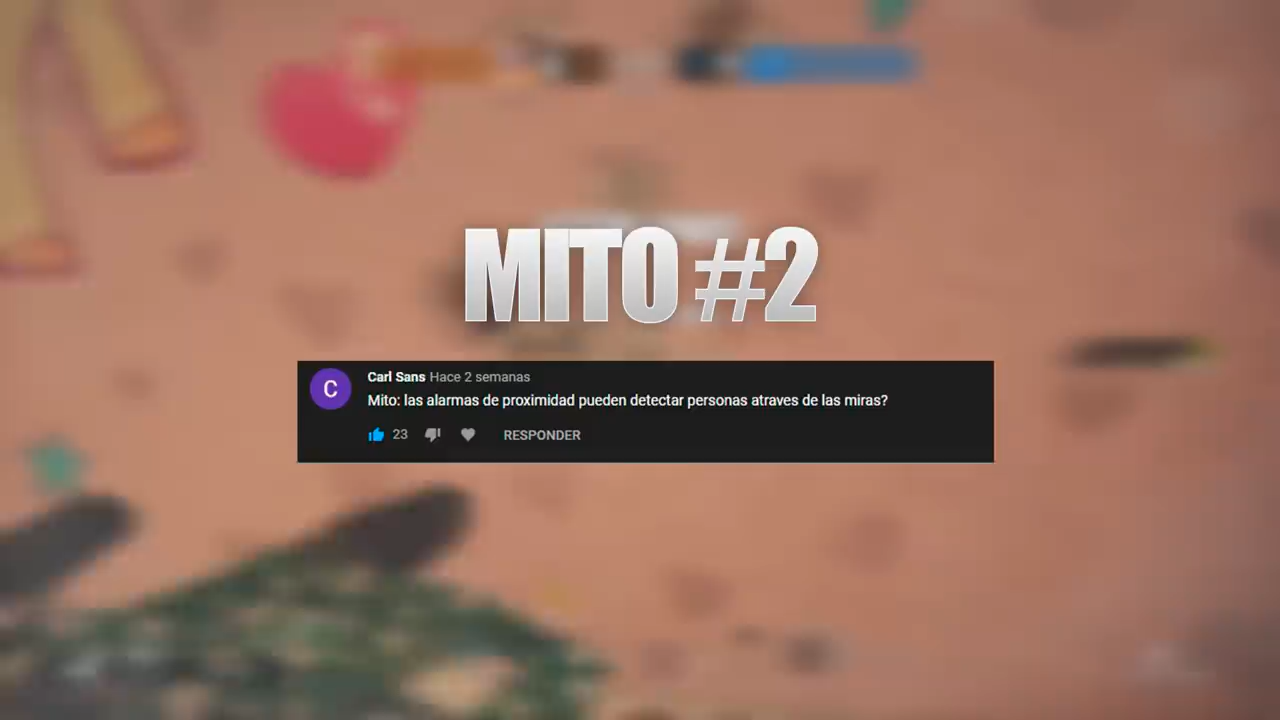 MITO #2
Carl Sans Hace 2 semanas
Mito: las alarmas de proximidad pueden detectar personas atraves de las miras?
23 RESPONDER
C